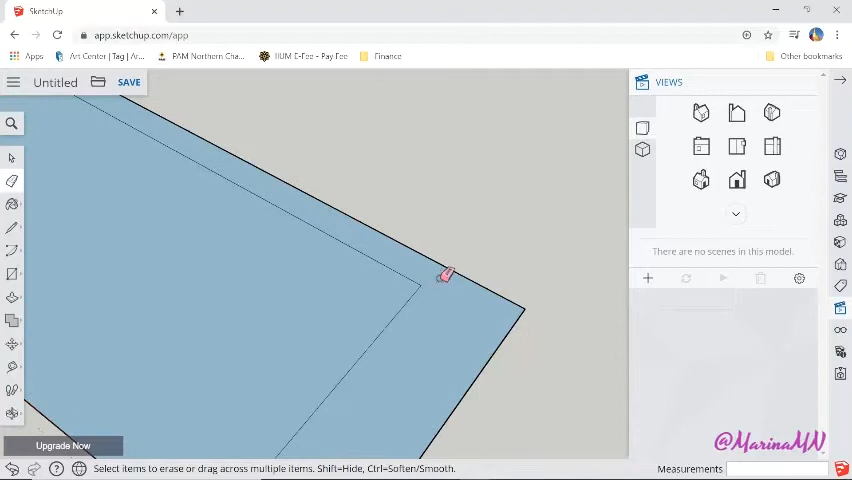 SketchUp
app.sketchup.com/app
Apps
Art Center | Tag | Ar...
PAM Northern Cha...
IIUM E-Fee - Pay Fee
Finance
Other bookmarks
Untitled
SAVE
VIEWS
There are no scenes in this model.
Upgrade Now
@MarinaMN
Select items to erase or drag across multiple items. Shift=Hide, Ctrl=Soften/Smooth.
Measurements